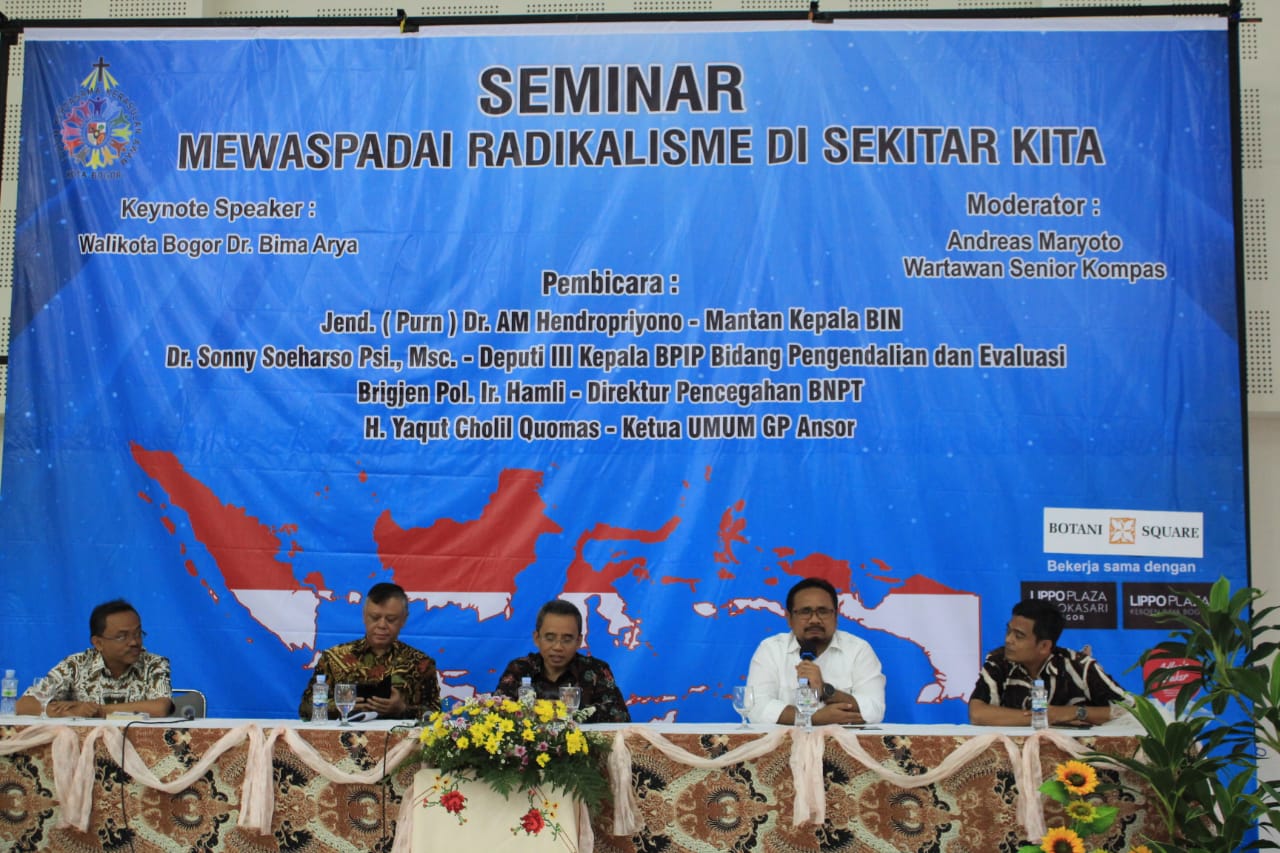 SEMINAR
MEWASPADAI RADIKALISME DI SEKITAR KITA
KOTA BOGOR
Keynote Speaker :
Walikota Bogor Dr. Bima Arya
Moderator :
Andreas Maryoto
Wartawan Senior Kompas
Pembicara :
Jend. ( Purn ) Dr. AM Hendropriyono - Mantan Kepala BIN
Dr. Sonny Soeharso Psi., Msc. - Deputi III Kepala BPIP Bidang Pengendalian dan Evaluasi
Brigjen Pol. Ir. Hamli - Direktur Pencegahan BNPT
H. Yaqut Cholil Quomas - Ketua UMUM GP Ansor
BOTANI SQUARE
Bekerja sama dengan
LIPPO PLAZA
BOGOR
LIPPO PLAZA